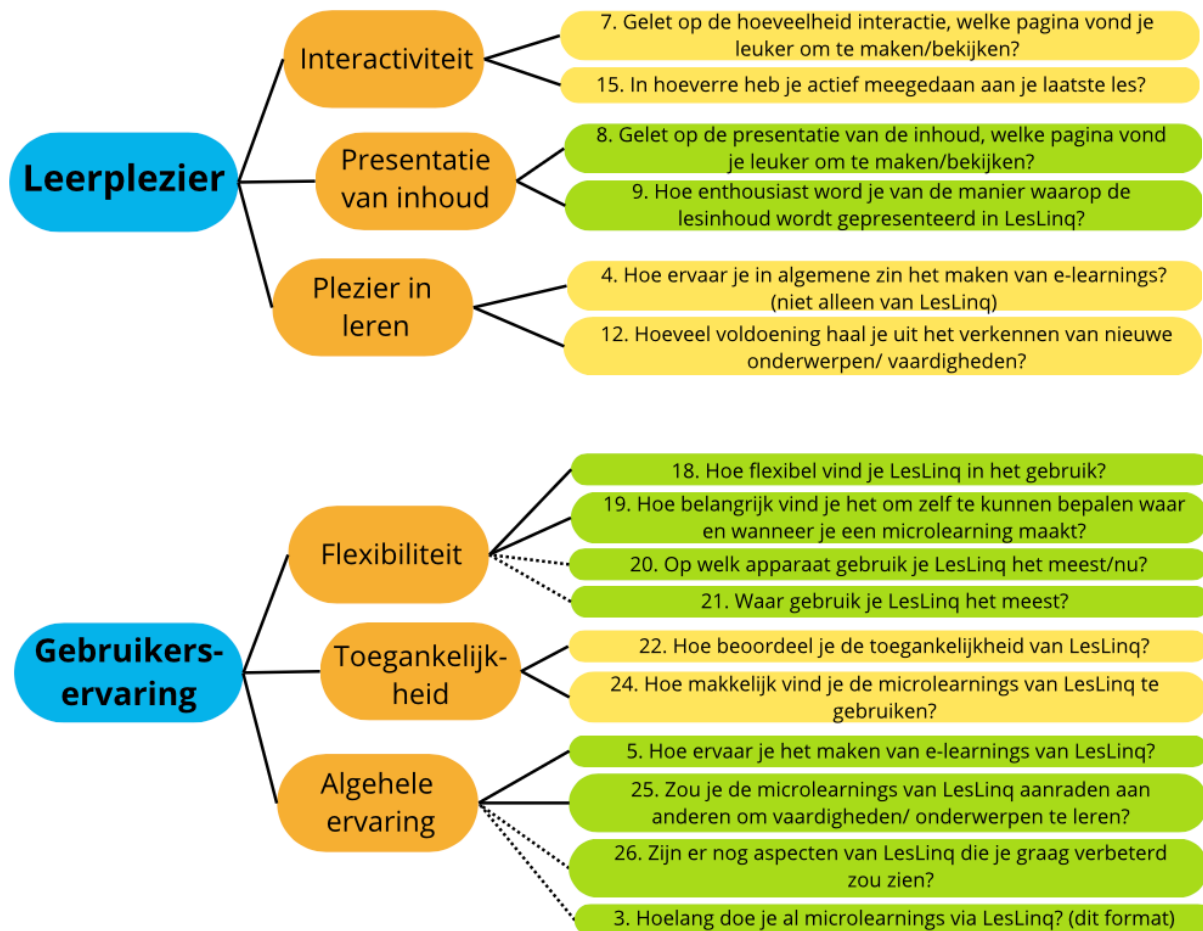 Leerplezier
Interactiviteit
7. Gelet op de hoeveelheid interactie, welke pagina vond je
leuker om te maken/bekijken?
15. In hoeverre heb je actief meegedaan aan je laatste les?
Presentatie
van inhoud
8. Gelet op de presentatie van de inhoud, welke pagina vond
je leuker om te maken/bekijken?
9. Hoe enthousiast word je van de manier waarop de
lesinhoud wordt gepresenteerd in LesLinq?
Plezier in
leren
4. Hoe ervaar je in algemene zin het maken van e-learnings?
(niet alleen van LesLinq)
12. Hoeveel voldoening haal je uit het verkennen van nieuwe
onderwerpen/ vaardigheden?
Gebruikers-
ervaring
Flexibiliteit
18. Hoe flexibel vind je LesLinq in het gebruik?
19. Hoe belangrijk vind je het om zelf te kunnen bepalen waar
en wanneer je een microlearning maakt?
20. Op welk apparaat gebruik je LesLinq het meest/nu?
21. Waar gebruik je LesLinq het meest?
Toegankelijk-
heid
22. Hoe beoordeel je de toegankelijkheid van LesLinq?
24. Hoe makkelijk vind je de microlearnings van LesLinq te
gebruiken?
Algehele
ervaring
5. Hoe ervaar je het maken van e-learnings van LesLinq?
25. Zou je de microlearnings van LesLinq aanraden aan
anderen om vaardigheden/ onderwerpen te leren?
26. Zijn er nog aspecten van LesLinq die je graag verbeterd
zou zien?
3. Hoelang doe je al microlearnings via LesLinq? (dit format)